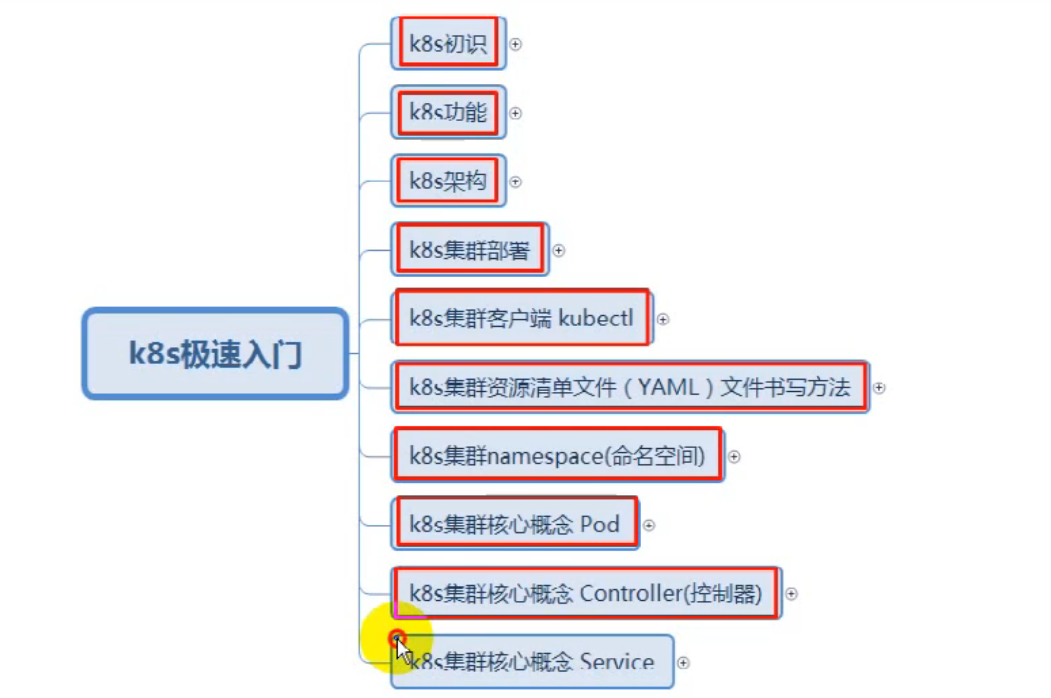 k8s初识
k8s功能
k8s架构
k8s集群部署
k8s集群客户端 kubectl
k8s极速入门
k8s集群资源清单文件（YAML）文件书写方法
k8s集群namespace(命名空间)
k8s集群核心概念 Pod
k8s集群核心概念 Controller(控制器)
k8s集群核心概念 Service